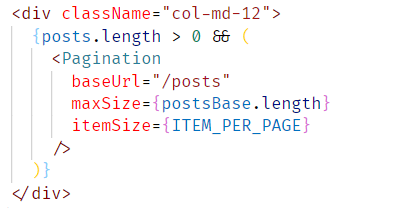 <div className="col-md-12">
  {posts.length > 0 && (
    <Pagination
      baseUrl="/posts"
      maxSize={postsBase.length}
      itemSize={ITEM_PER_PAGE}
    />
  )}
</div>